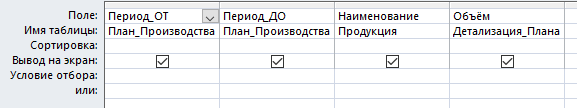 Поле: Период_ОТ Период_ДО Наименование Объём
Имя таблицы: План_Производства План_Производства Продукция Детализация_Плана
Сортировка:
Вывод на экран:
Условие отбора:
или: